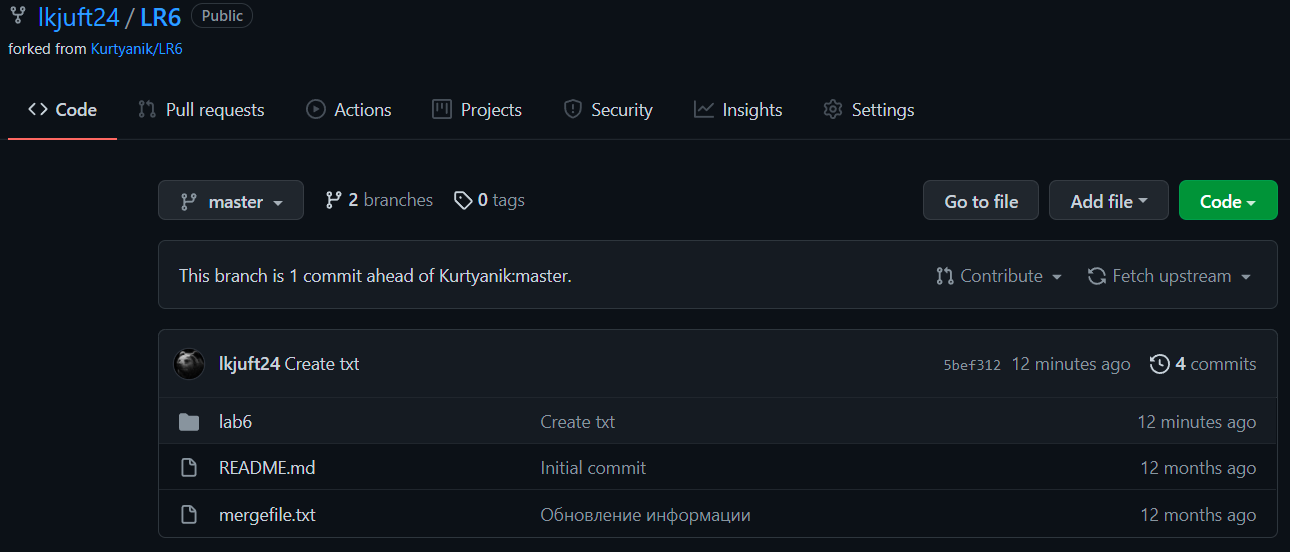 lkjuft24 / LR6 Public
forked from Kurtyanik/LR6
Code Pull requests Actions Projects Security Insights Settings
master 2 branches 0 tags Go to file Add file Code
This branch is 1 commit ahead of Kurtyanik:master. Contribute Fetch upstream
lkjuft24 Create txt 5bef312 12 minutes ago 4 commits
lab6 Create txt 12 minutes ago
README.md Initial commit 12 months ago
mergefile.txt Обновление информации 12 months ago